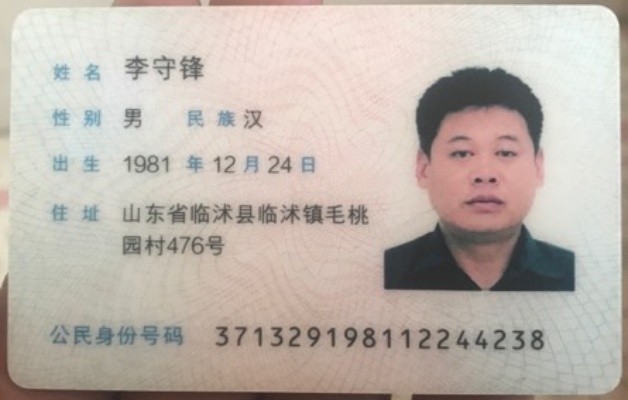 姓名 李守锋
性别 男 民族 汉
出生 1981 年 12 月 24 日
住址 山东省临沭县临沭镇毛桃
园村476号
公民身份号码 371329198112244238